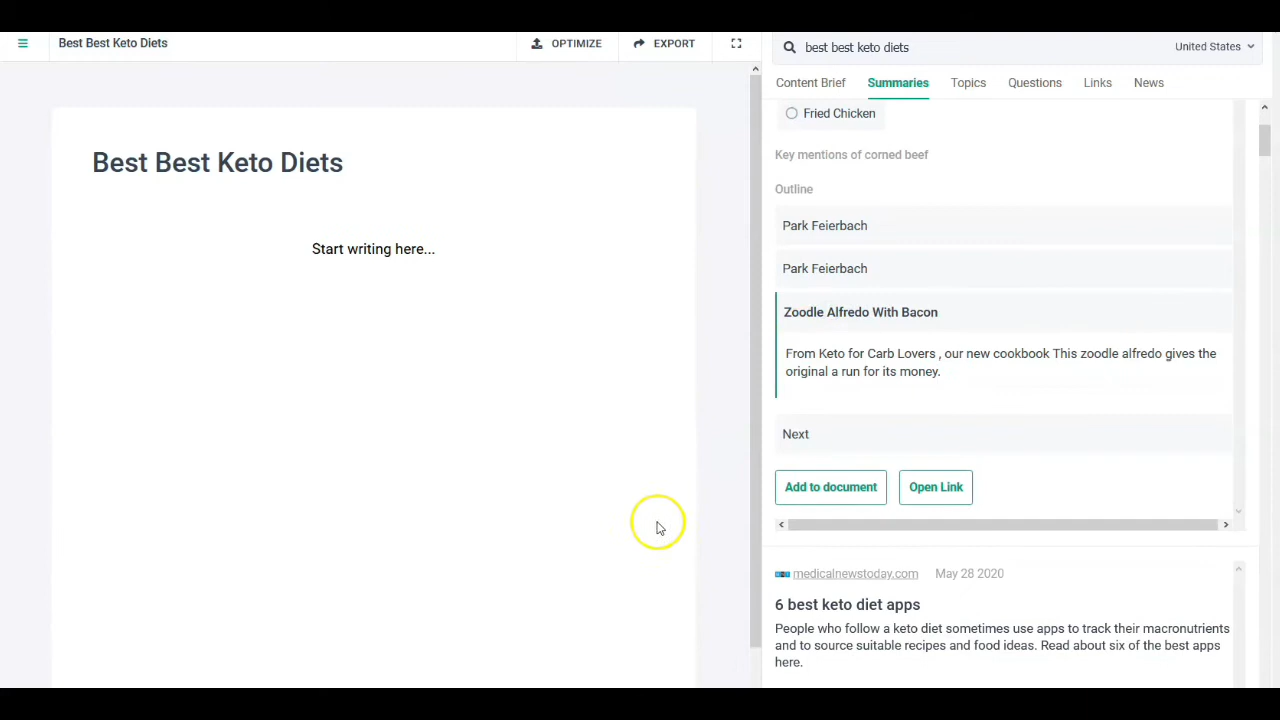 Best Best Keto Diets
OPTIMIZE
EXPORT
best best keto diets
United States
Content Brief
Summaries
Topics
Questions
Links
News
Best Best Keto Diets
Start writing here...
Fried Chicken
Key mentions of corned beef
Outline
Park Feierbach
Park Feierbach
Zoodle Alfredo With Bacon
From Keto for Carb Lovers , our new cookbook This zoodle alfredo gives the
original a run for its money.
Next
Add to document
Open Link
medicalnewstoday.com
May 28 2020
6 best keto diet apps
People who follow a keto diet sometimes use apps to track their macronutrients
and to source suitable recipes and food ideas. Read about six of the best apps
here.